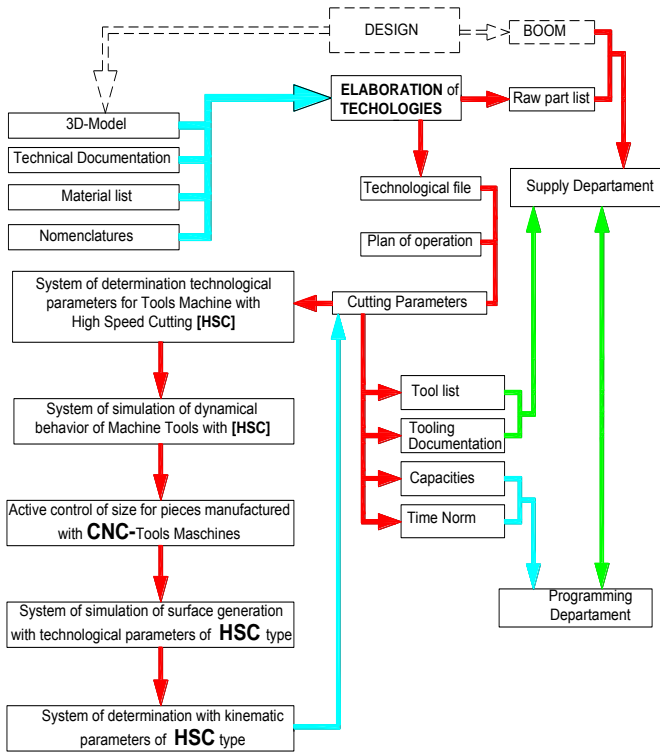 DESIGN
BOOM
ELABORATION of
TECHOLOGIES
Raw part list
3D-Model
Technical Documentation
Material list
Nomenclatures
Technological file
Supply Departament
Plan of operation
System of determination technological
parameters for Tools Machine with
High Speed Cutting [HSC]
Cutting Parameters
System of simulation of dynamical
behavior of Machine Tools with [HSC]
Tool list
Tooling
Documentation
Capacities
Time Norm
Active control of size for pieces manufactured
with CNC-Tools Maschines
Programming
Departament
System of simulation of surface generation
with technological parameters of HSC type
System of determination with kinematic
parameters of HSC type